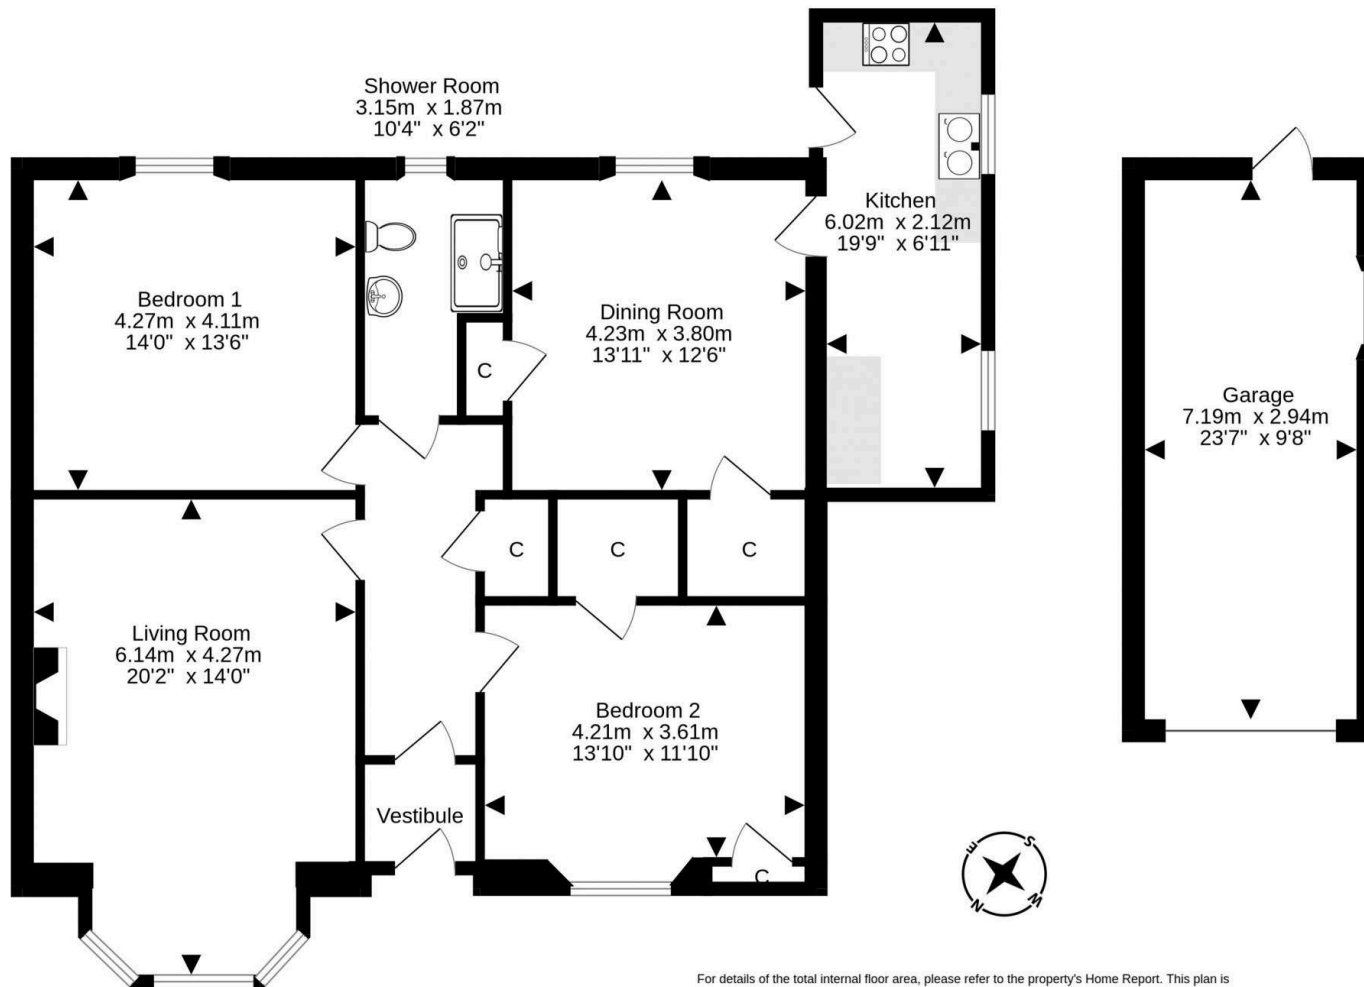 Shower Room
3.15m x 1.87m
10'4" x 6'2"
Kitchen
6.02m x 2.12m
19'9" x 6'11"
Bedroom 1
4.27m x 4.11m
14'0" x 13'6"
Dining Room
4.23m x 3.80m
13'11" x 12'6"
C
Garage
7.19m x 2.94m
23'7" x 9'8"
C
C
C
Living Room
6.14m x 4.27m
20'2" x 14'0"
Bedroom 2
4.21m x 3.61m
13'10" x 11'10"
Vestibule
C
S
E
W
N
For details of the total internal floor area, please refer to the property's Home Report. This plan is